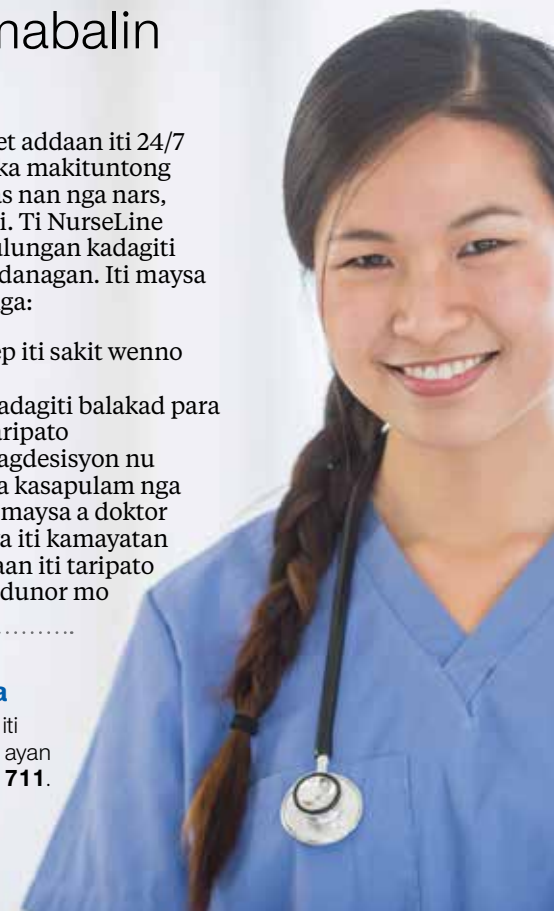 mabalin
et addaan iti 24/7
ka makituntong
as nan nga nars,
i. Ti NurseLine
ulungan kadagiti
danagan. Iti maysa
ga:
ep iti sakit wenno
adagiti balakad para
aripato
agdesisyon nu
a kasapulam nga
maysa a doktor
a iti kamayatan
aan iti taripato
dunor mo
a
iti
ayan
711.